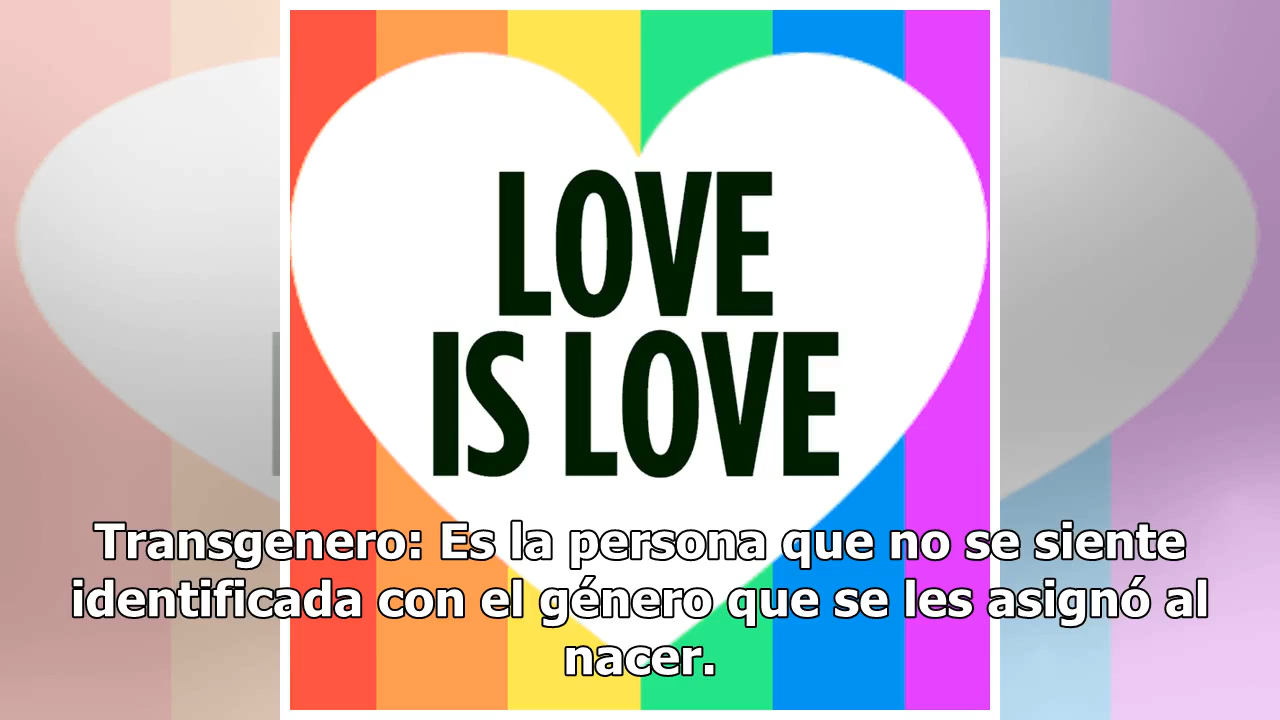 LOVE
IS LOVE
Transgenero: Es la persona que no se siente
identificada con el género que se les asignó al
nacer.